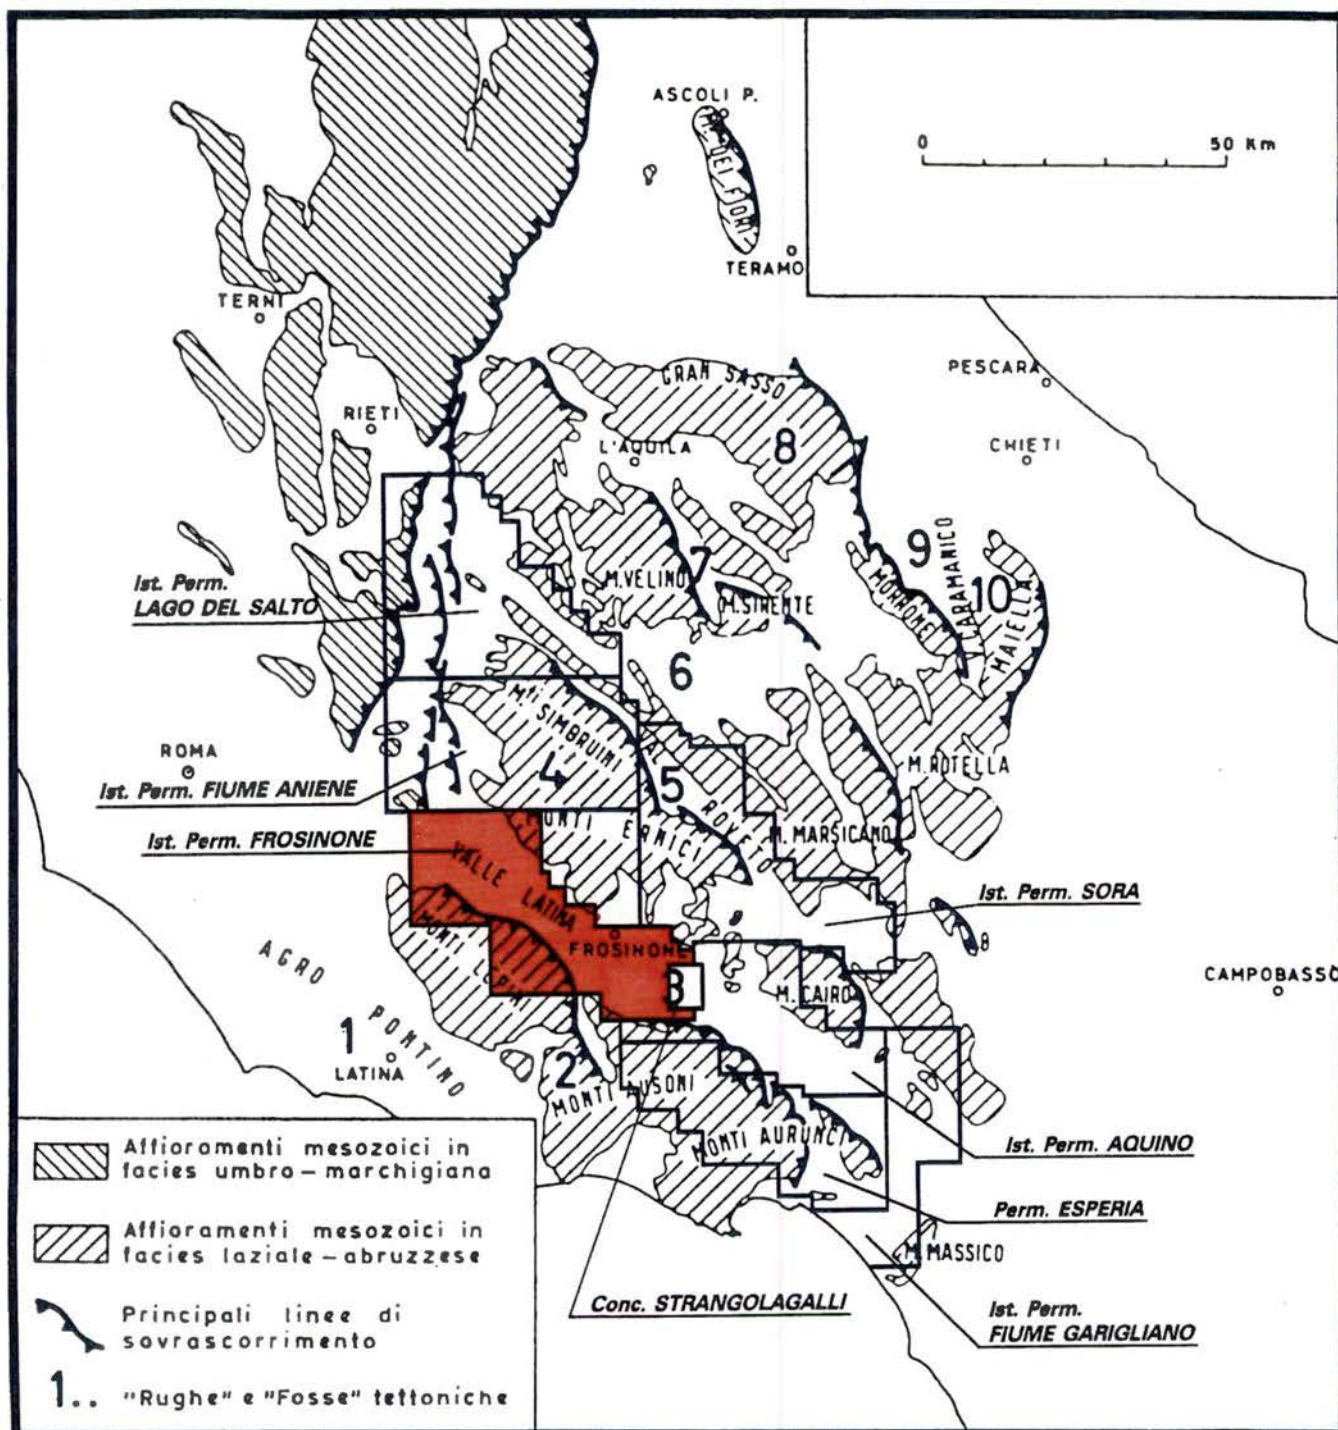 ASCOLI P.
M. DEI FIORI
0 50 Km
TERAMO
TERNI
PESCARA
GRAN SASSO
RIETI
8
L'AQUILA
CHIETI
9
V. CARAMANICO
7
10
M. VELINO
M. SIRENTE
MORRONE
MAIELLA
Ist. Perm.
LAGO DEL SALTO
6
Mti SIMBRUINI
4
VAL ROVETO
5
ROMA
M. ROTELLA
Ist. Perm. FIUME ANIENE
Ist. Perm. FROSINONE
MONTI ERNICI
M. MARSICANO
VALLE LATINA
Ist. Perm. SORA
MONTI LEPINI
FROSINONE
3
AGRO PONTINO
M. CAIRO
CAMPOBASSO
1
LATINA
2
MONTI AUSONI
MONTI AURUNCI
Ist. Perm. AQUINO
Perm. ESPERIA
M. MASSICO
Conc. STRANGOLAGALLI
Ist. Perm.
FIUME GARIGLIANO
Affioramenti mesozoici in
facies umbro-marchigiana
Affioramenti mesozoici in
facies laziale-abruzzese
Principali linee di
sovrascorrimento
1.. "Rughe" e "Fosse" tettoniche